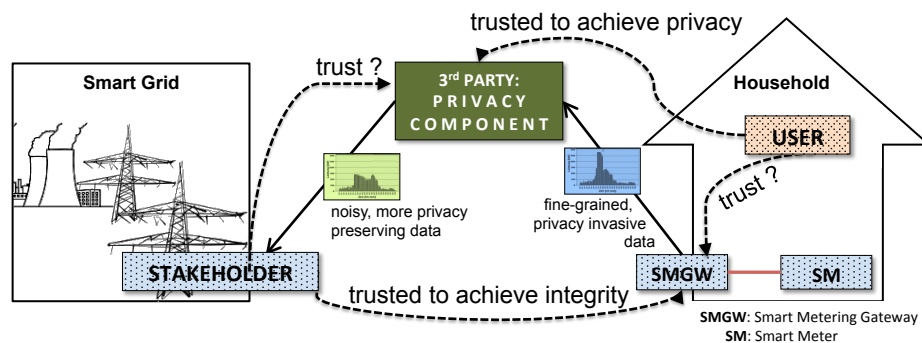 trusted to achieve privacy
Smart Grid
trust ?
3rd PARTY:
PRIVACY
COMPONENT
Household
USER
trust ?
noisy, more privacy
preserving data
fine-grained,
privacy invasive
data
STAKEHOLDER
SMGW
SM
trusted to achieve integrity
SMGW: Smart Metering Gateway
SM: Smart Meter